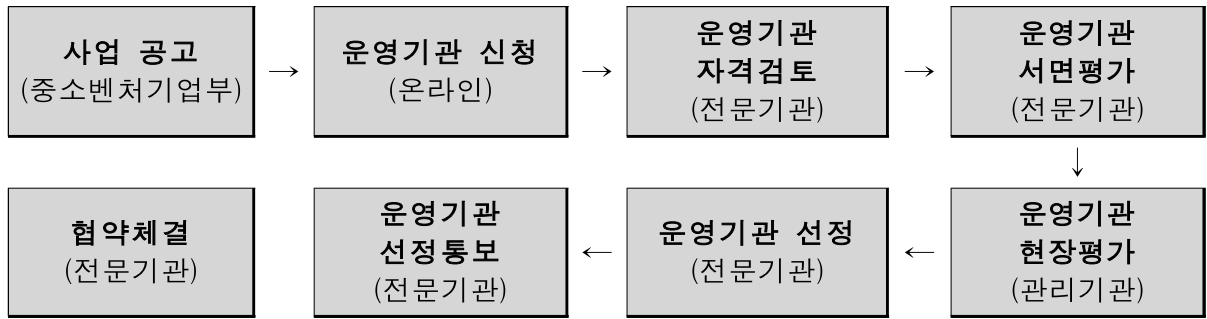 사업 공고
(중소벤처기업부)
→
운영기관 신청
(온라인)
→
운영기관
자격검토
(전문기관)
→
운영기관
서면평가
(전문기관)
↓
운영기관
현장평가
(관리기관)
←
운영기관 선정
(전문기관)
←
운영기관
선정통보
(전문기관)
협약체결
(전문기관)